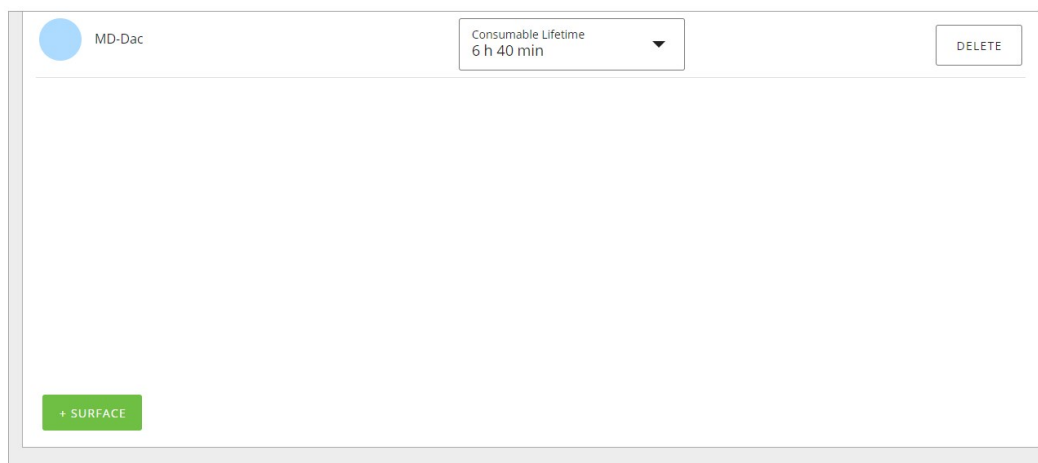 MD-Dac
Consumable Lifetime
6 h 40 min
DELETE
+ SURFACE